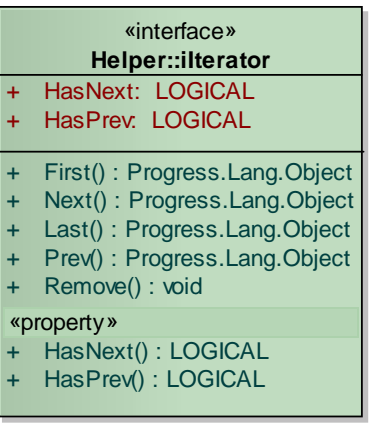 «interface»
Helper::iIterator
+ HasNext: LOGICAL
+ HasPrev: LOGICAL
+ First() : Progress.Lang.Object
+ Next() : Progress.Lang.Object
+ Last() : Progress.Lang.Object
+ Prev() : Progress.Lang.Object
+ Remove() : void
«property»
+ HasNext() : LOGICAL
+ HasPrev() : LOGICAL